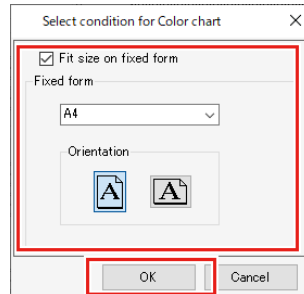 Select condition for Color chart
Fit size on fixed form
Fixed form
A4
Orientation
A A
OK Cancel